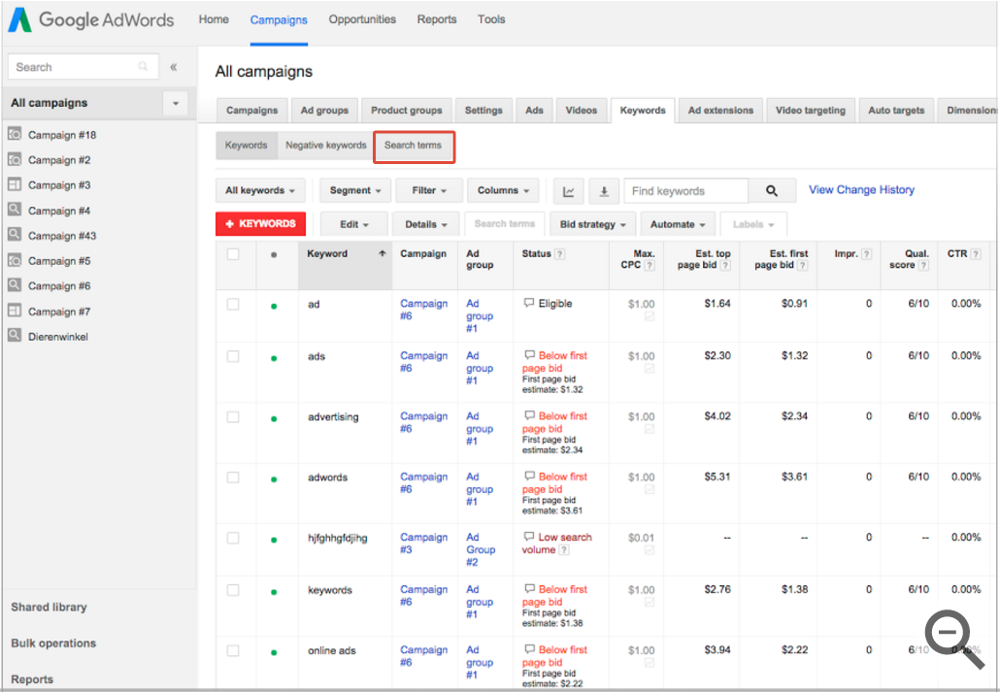 Google AdWords Home Campaigns Opportunities Reports Tools
Search «
All campaigns
All campaigns
Campaign #18
Campaign #2
Campaign #3
Campaign #4
Campaign #43
Campaign #5
Campaign #6
Campaign #7
Dierenwinkel
Shared library
Bulk operations
Reports
Campaigns Ad groups Product groups Settings Ads Videos Keywords Ad extensions Video targeting Auto targets Dimension
Keywords Negative keywords Search terms
All keywords Segment Filter Columns Find keywords View Change History
+ KEYWORDS Edit Details Search terms Bid strategy Automate Labels
Keyword Campaign Ad Status ? Max. Est. top Est. first Impr. ? Qual. CTR ?
group CPC ? page bid ? page bid ? score ?
ad Campaign Ad Eligible $1.00 $1.64 $0.91 0 6/10 0.00%
#6 group
#1
ads Campaign Ad Below first $1.00 $2.30 $1.32 0 6/10 0.00%
#6 group page bid
#1 First page bid
estimate: $1.32
advertising Campaign Ad Below first $1.00 $4.02 $2.34 0 6/10 0.00%
#6 group page bid
#1 First page bid
estimate: $2.34
adwords Campaign Ad Below first $1.00 $5.31 $3.61 0 6/10 0.00%
#6 group page bid
#1 First page bid
estimate: $3.61
hjfghhgfdjihg Campaign Ad Low search $0.01 -- -- 0 -- 0.00%
#3 Group volume ?
#2
keywords Campaign Ad Below first $1.00 $2.76 $1.38 0 6/10 0.00%
#6 group page bid
#1 First page bid
estimate: $1.38
online ads Campaign Ad Below first $1.00 $3.94 $2.22 0 6/10 0.00%
#6 group page bid
#1 First page bid
estimate: $2.22